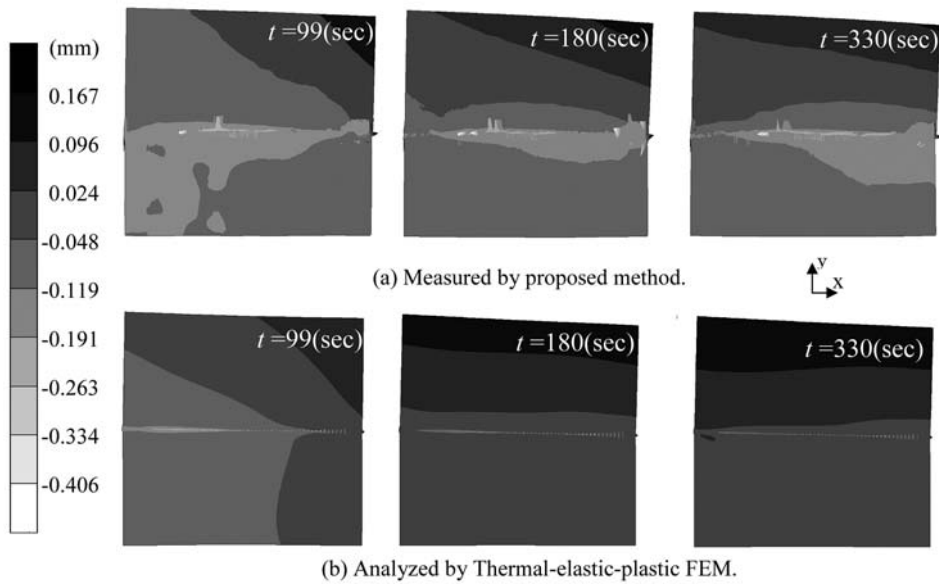 (mm)
0.167
0.096
0.024
-0.048
-0.119
-0.191
-0.263
-0.334
-0.406
t =99(sec)
t =180(sec)
t =330(sec)
(a) Measured by proposed method.
y
x
t =99(sec)
t =180(sec)
t =330(sec)
(b) Analyzed by Thermal-elastic-plastic FEM.